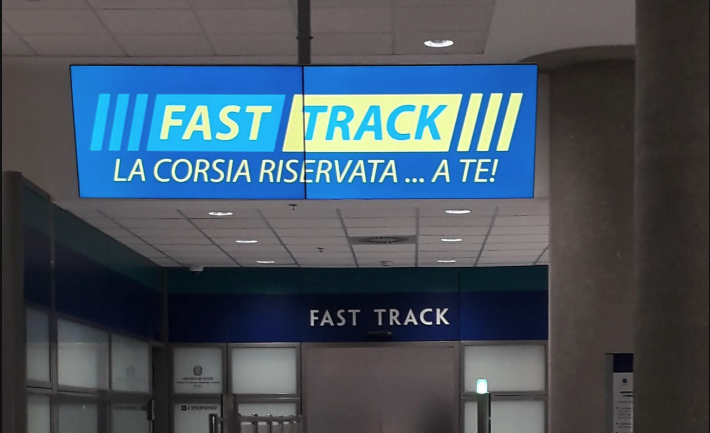 FAST TRACK
LA CORSIA RISERVATA ... A TE!
FAST TRACK